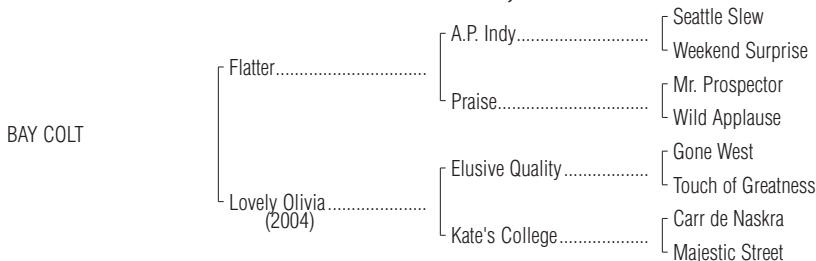 Seattle Slew
A.P. Indy..............................
Weekend Surprise
Flatter...............................
Mr. Prospector
Praise.................................
Wild Applause
BAY COLT
Gone West
Elusive Quality...................
Touch of Greatness
Lovely Olivia.....................
(2004)
Carr de Naskra
Kate's College....................
Majestic Street